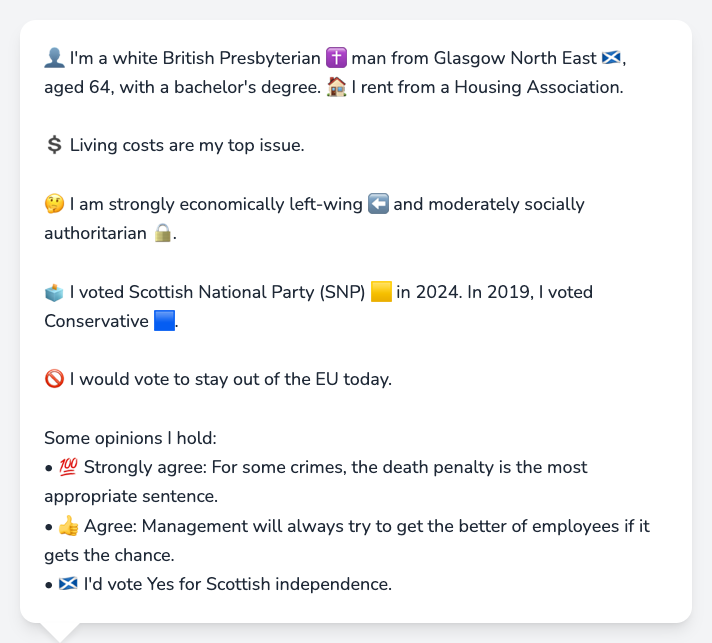 👤 I'm a white British Presbyterian ✝️ man from Glasgow North East 🏴󠁧󠁢󠁳󠁣󠁴󠁿,
aged 64, with a bachelor's degree. 🏠 I rent from a Housing Association.
💲 Living costs are my top issue.
🤔 I am strongly economically left-wing ⬅️ and moderately socially
authoritarian 🔒.
🗳️ I voted Scottish National Party (SNP) 🟨 in 2024. In 2019, I voted
Conservative 🟦.
🚫 I would vote to stay out of the EU today.
Some opinions I hold:
• 💯 Strongly agree: For some crimes, the death penalty is the most
appropriate sentence.
• 👍 Agree: Management will always try to get the better of employees if it
gets the chance.
• 🏴󠁧󠁢󠁳󠁣󠁴󠁿 I'd vote Yes for Scottish independence.